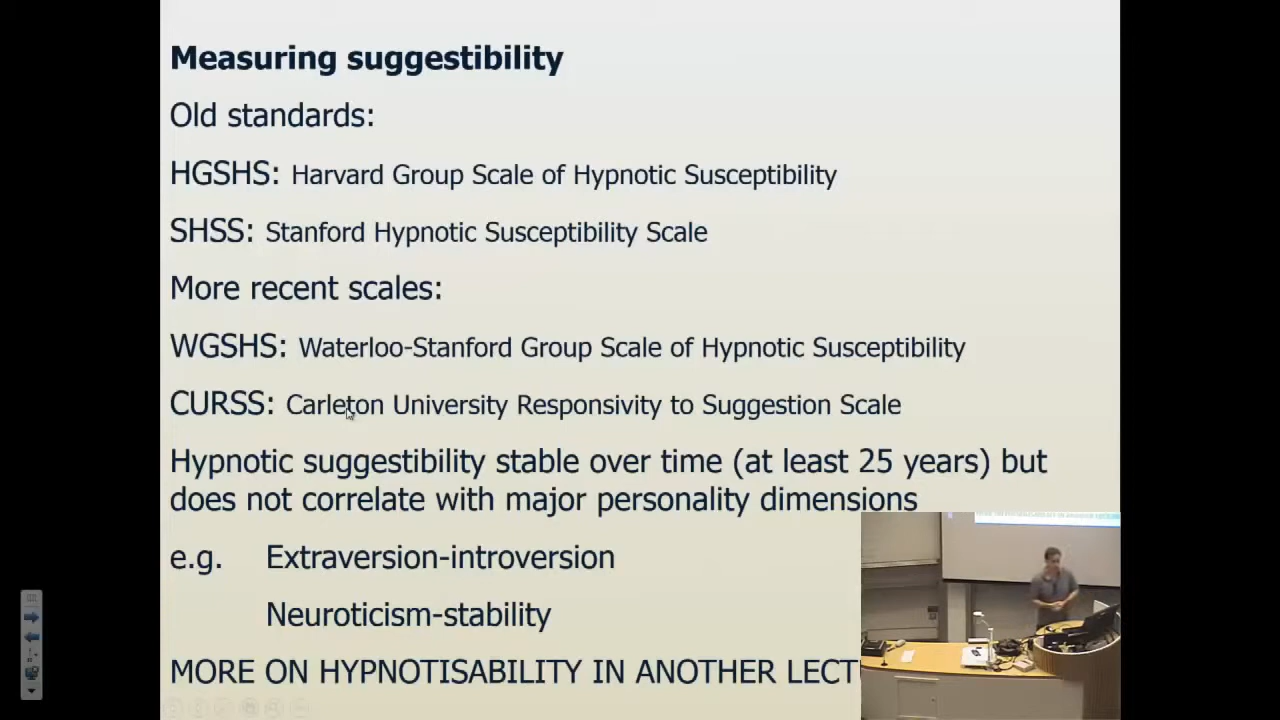 Measuring suggestibility
Old standards:
HGSHS: Harvard Group Scale of Hypnotic Susceptibility
SHSS: Stanford Hypnotic Susceptibility Scale
More recent scales:
WGSHS: Waterloo-Stanford Group Scale of Hypnotic Susceptibility
CURSS: Carleton University Responsivity to Suggestion Scale
Hypnotic suggestibility stable over time (at least 25 years) but
does not correlate with major personality dimensions
e.g. Extraversion-introversion
Neuroticism-stability
MORE ON HYPNOTISABILITY IN ANOTHER LECT